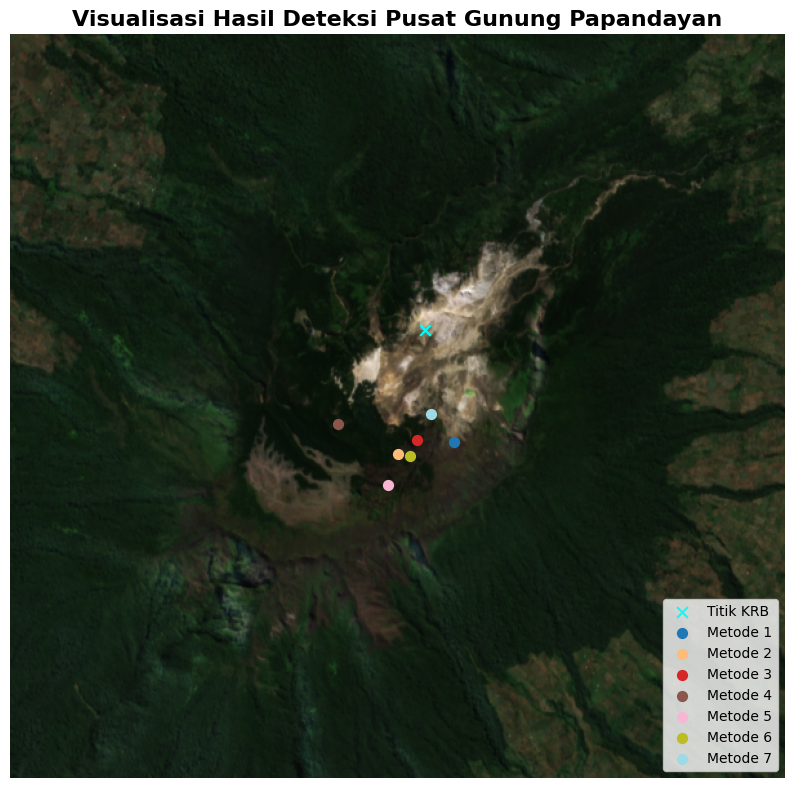 Visualisasi Hasil Deteksi Pusat Gunung Papandayan
Titik KRB
Metode 1
Metode 2
Metode 3
Metode 4
Metode 5
Metode 6
Metode 7